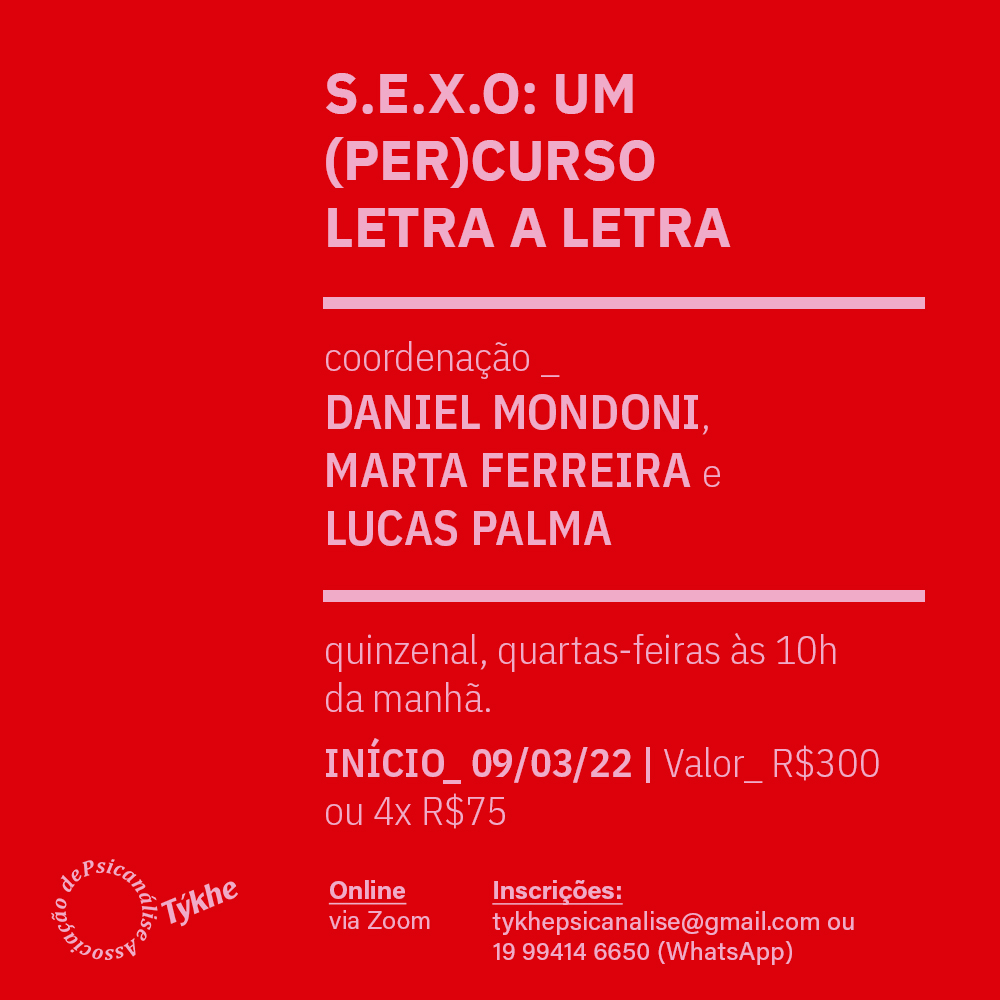 S.E.X.O: UM
(PER)CURSO
LETRA A LETRA
coordenação _
DANIEL MONDONI,
MARTA FERREIRA e
LUCAS PALMA
quinzenal, quartas-feiras às 10h
da manhã.
INÍCIO_ 09/03/22 | Valor_ R$300
ou 4x R$75
Associação de Psicanálise
Týkhe
Online
via Zoom
Inscrições:
tykhepsicanalise@gmail.com ou
19 99414 6650 (WhatsApp)